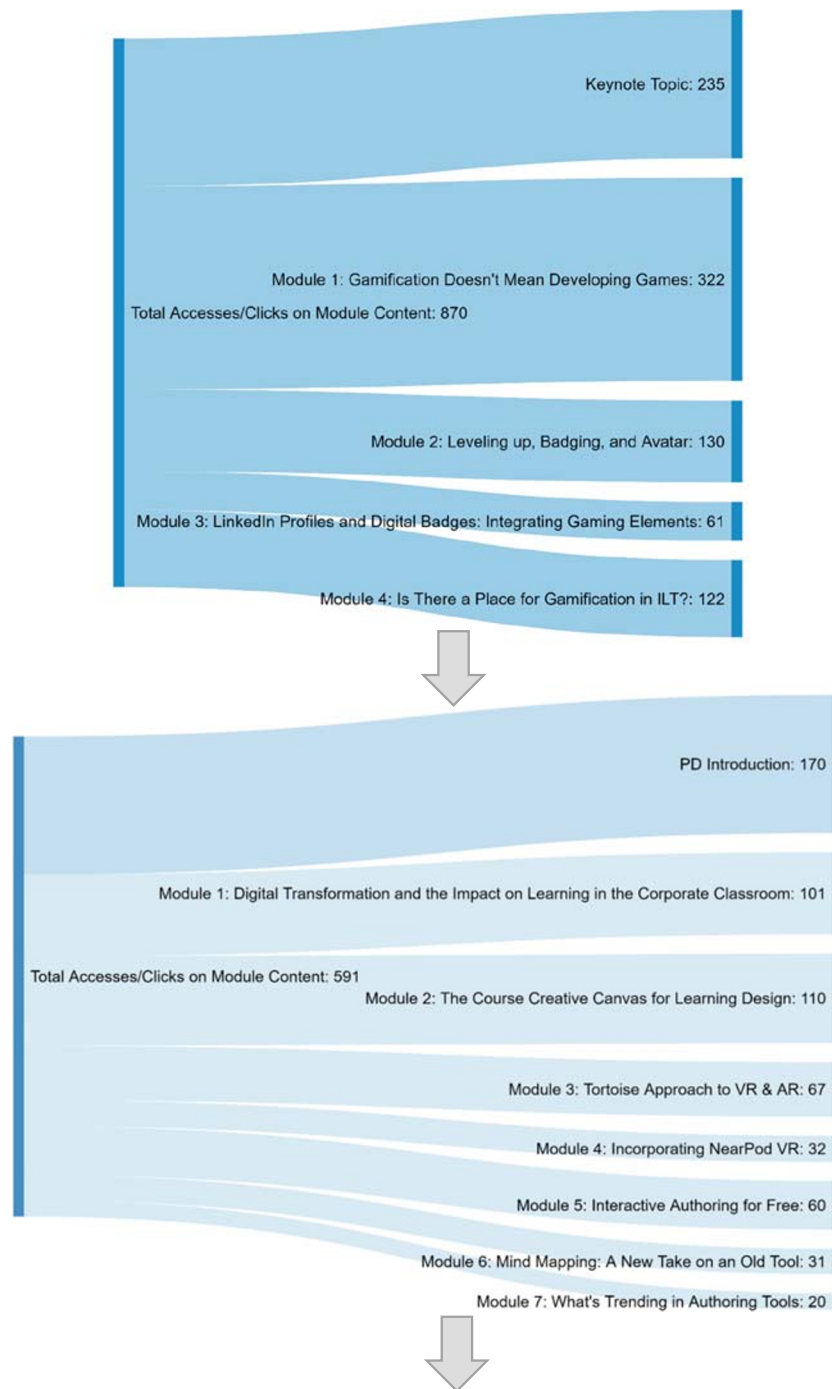 Keynote Topic: 235
Module 1: Gamification Doesn't Mean Developing Games: 322
Total Accesses/Clicks on Module Content: 870
Module 2: Leveling up, Badging, and Avatar: 130
Module 3: LinkedIn Profiles and Digital Badges: Integrating Gaming Elements: 61
Module 4: Is There a Place for Gamification in ILT?: 122
PD Introduction: 170
Module 1: Digital Transformation and the Impact on Learning in the Corporate Classroom: 101
Total Accesses/Clicks on Module Content: 591
Module 2: The Course Creative Canvas for Learning Design: 110
Module 3: Tortoise Approach to VR & AR: 67
Module 4: Incorporating NearPod VR: 32
Module 5: Interactive Authoring for Free: 60
Module 6: Mind Mapping: A New Take on an Old Tool: 31
Module 7: What's Trending in Authoring Tools: 20